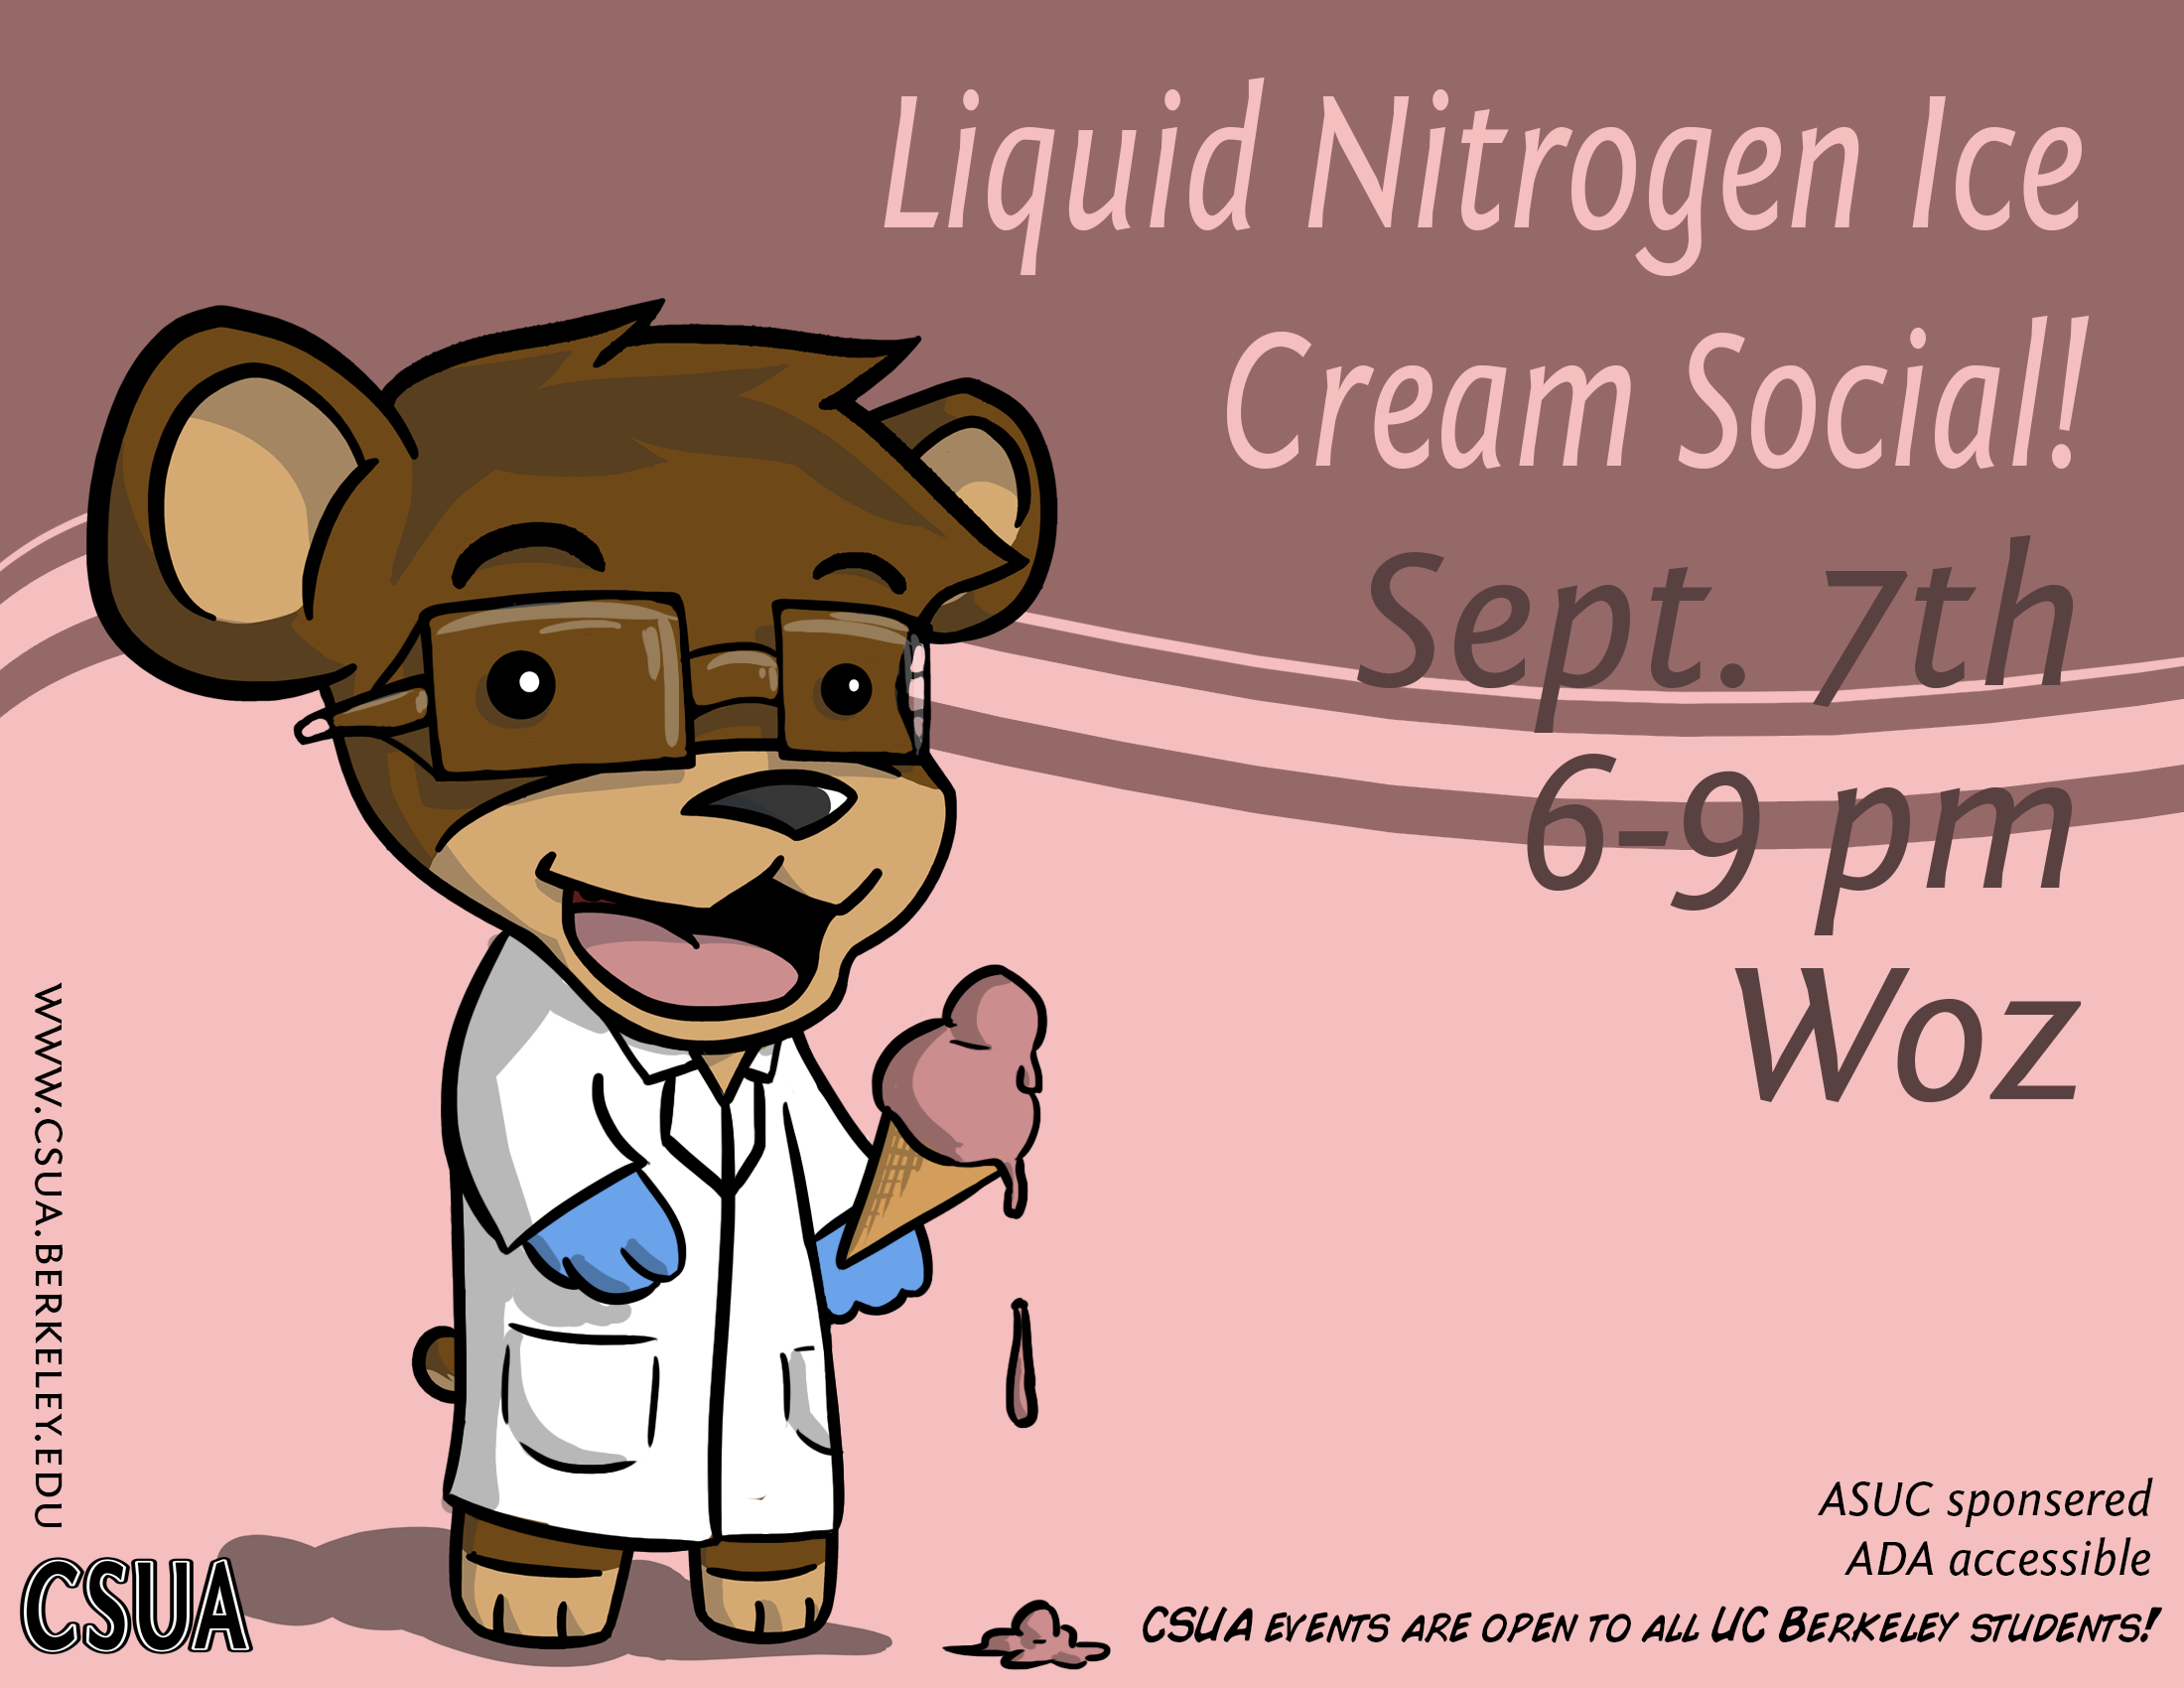 Liquid Nitrogen Ice
Cream Social!
Sept. 7th
6-9 pm
Woz
WWW.CSUA.BERKELEY.EDU
CSUA
ASUC sponsered
ADA accessible
CSUA EVENTS ARE OPEN TO ALL UC BERKELEY STUDENTS!